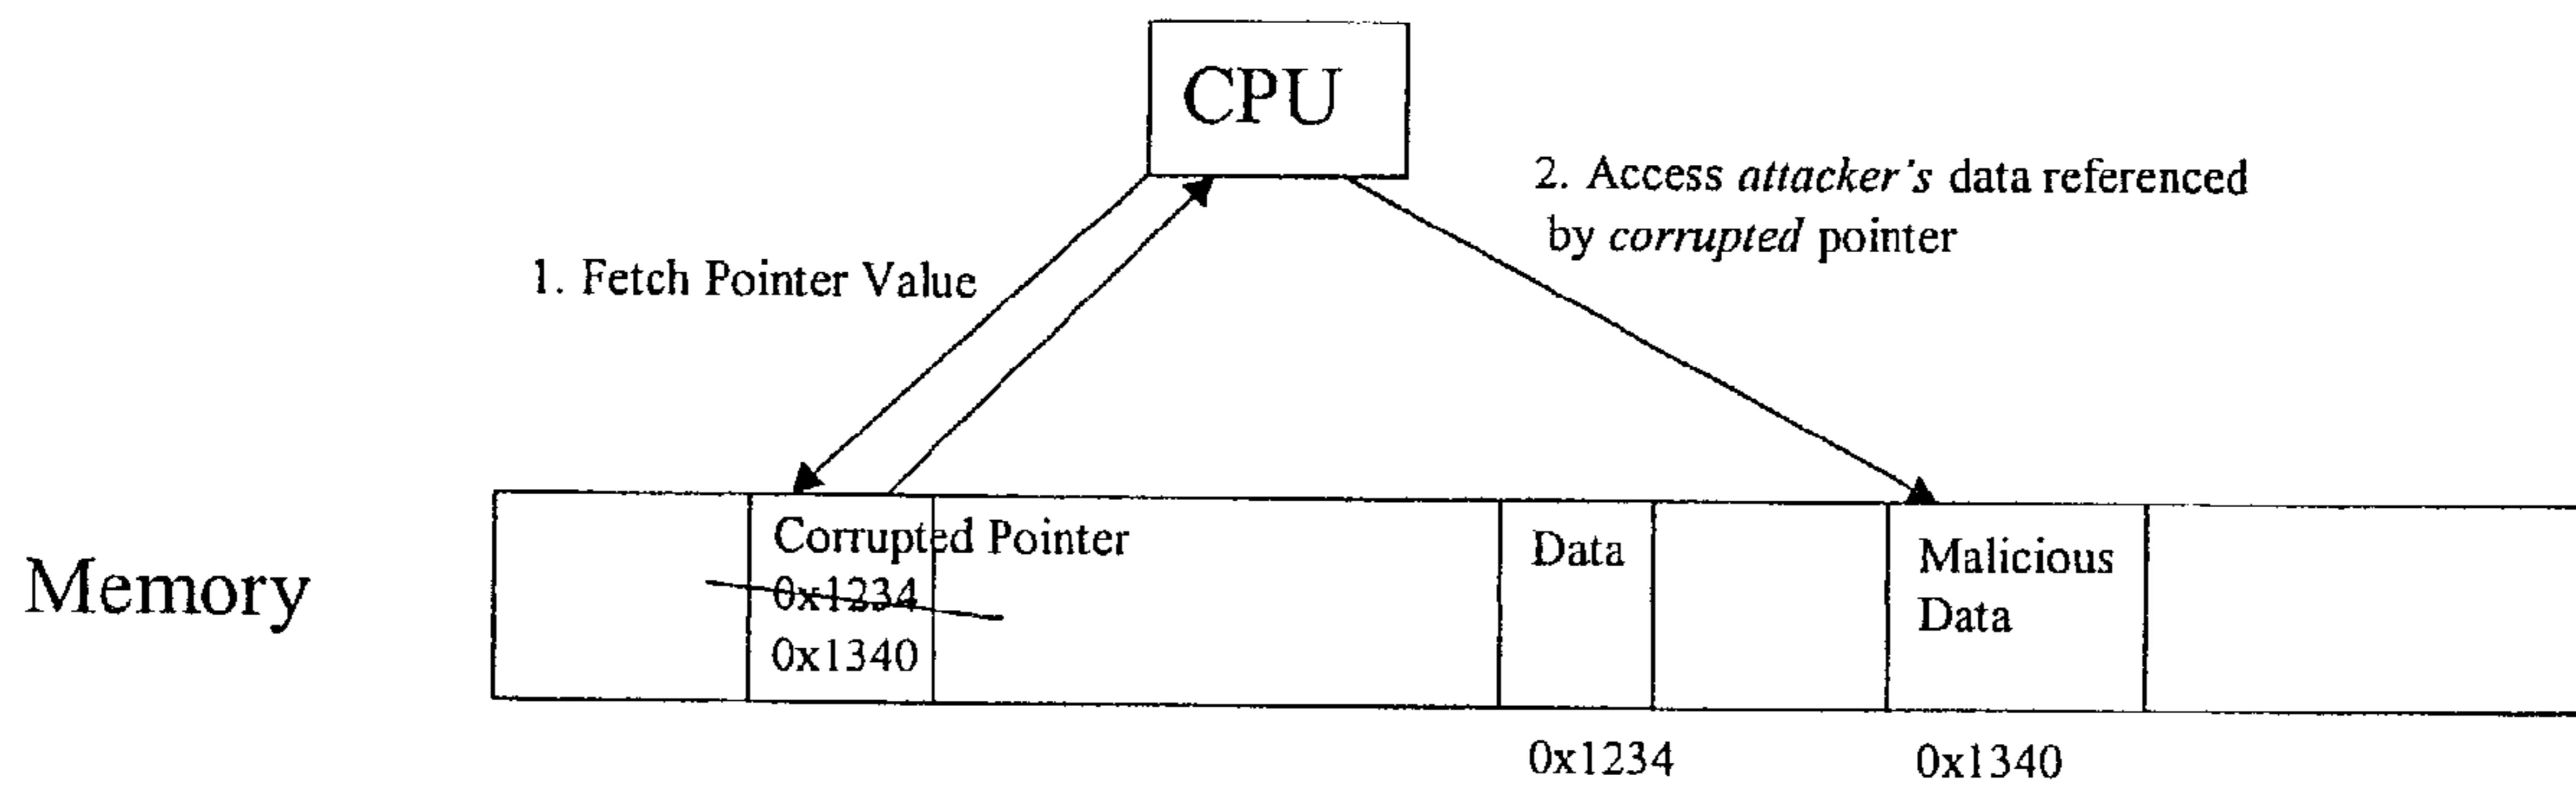 CPU
2. Access attacker's data referenced
by corrupted pointer
1. Fetch Pointer Value
Memory
Corrupted Pointer
0x1234
0x1340
Data
Malicious
Data
0x1234
0x1340